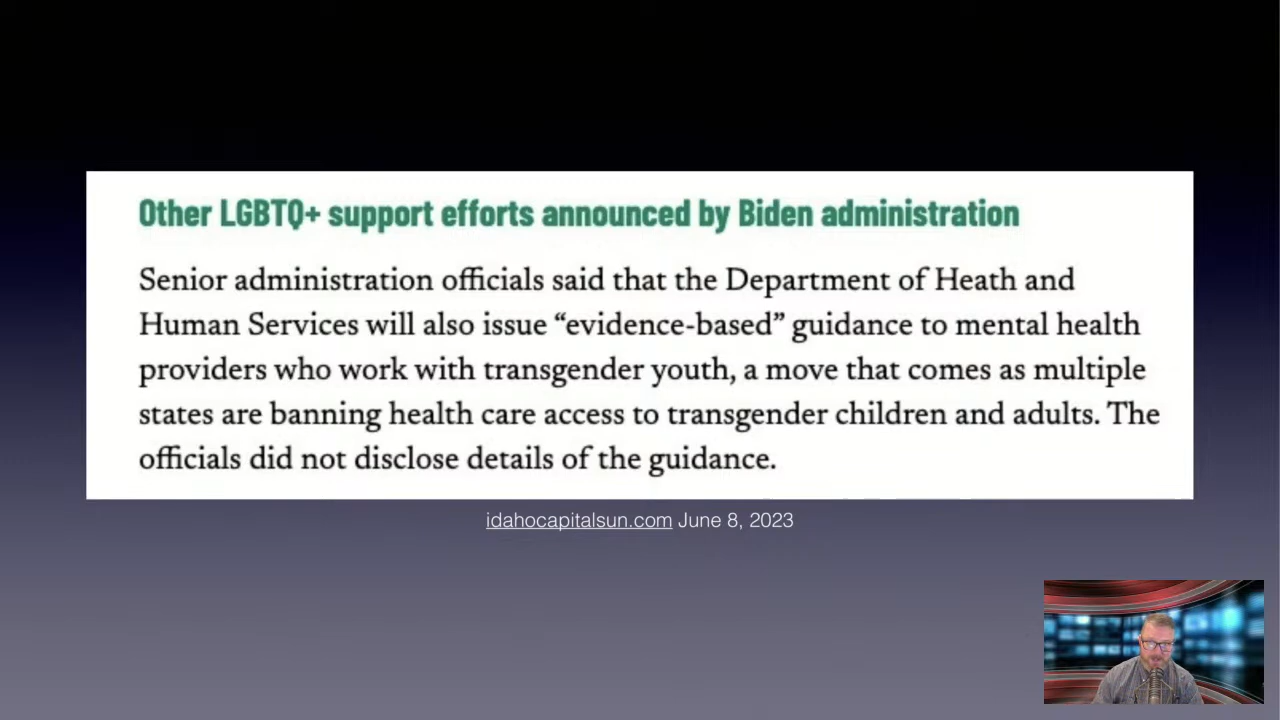 Other LGBTQ+ support efforts announced by Biden administration
Senior administration officials said that the Department of Heath and
Human Services will also issue “evidence-based” guidance to mental health
providers who work with transgender youth, a move that comes as multiple
states are banning health care access to transgender children and adults. The
officials did not disclose details of the guidance.
idahocapitalsun.com June 8, 2023